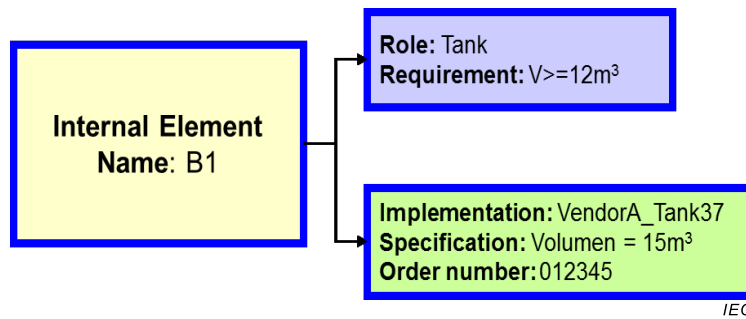 Internal Element
Name: B1
Role: Tank
Requirement: V>=12m³
Implementation: VendorA_Tank37
Specification: Volumen = 15m³
Order number: 012345
IEC